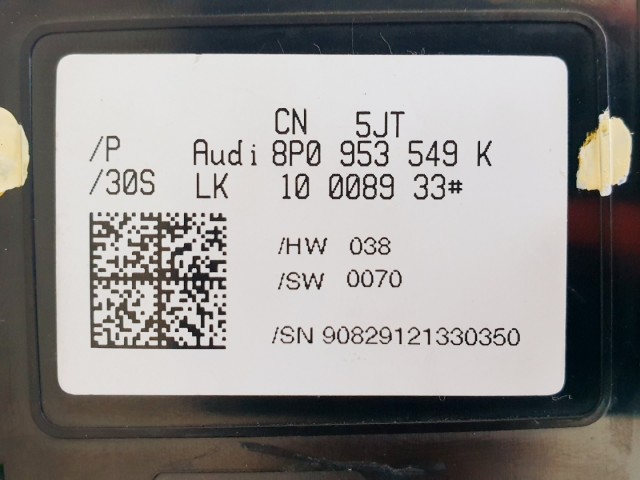 CN 5JT
/P Audi 8P0 953 549 K
/30S LK 10 0089 33#
/HW 038
/SW 0070
/SN 90829121330350